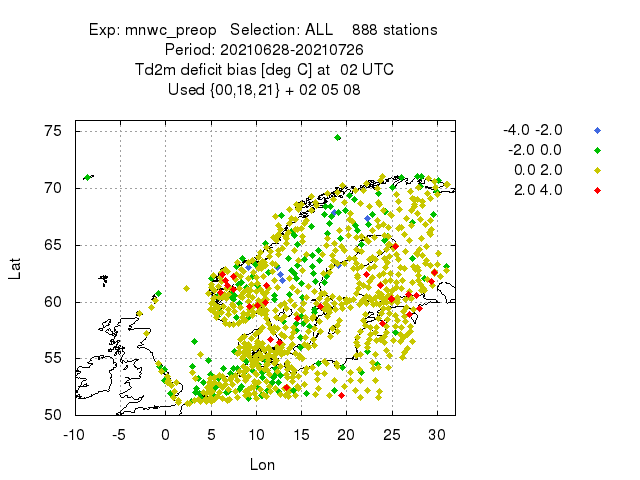 Exp: mnwc_preop   Selection: ALL    888 stations
Period: 20210628-20210726
Td2m deficit bias [deg C] at  02 UTC
Used {00,18,21} + 02 05 08
-4.0 -2.0
-2.0  0.0
0.0  2.0
2.0  4.0
75
70
65
60
55
50
Lat
-10 -5 0 5 10 15 20 25 30
Lon